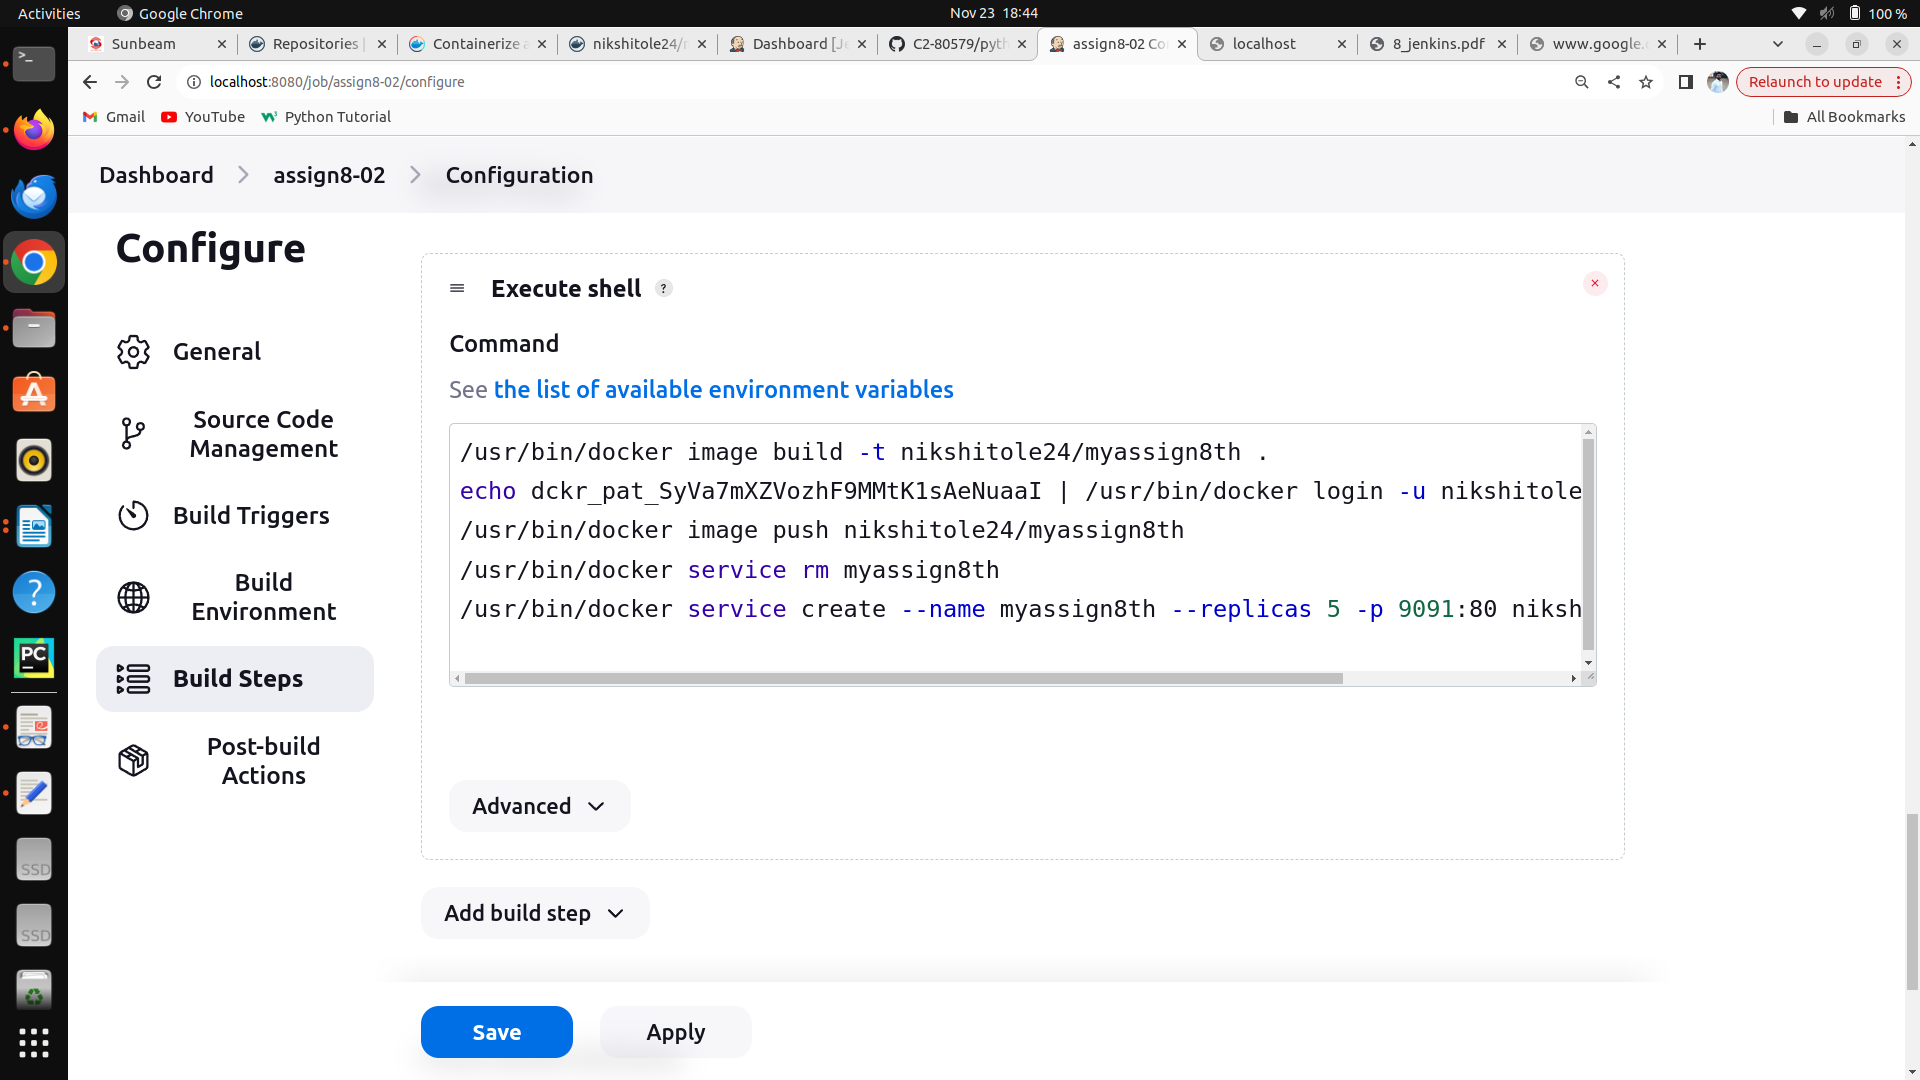 Activities
Google Chrome
Nov 23 18:44
100 %
Sunbeam
Repositories |
Containerize a
nikshitole24/
Dashboard [Je
C2-80579/pyth
assign8-02 Co
localhost
8_jenkins.pdf
www.google.
localhost:8080/job/assign8-02/configure
Relaunch to update
Gmail
YouTube
Python Tutorial
All Bookmarks
Dashboard
assign8-02
Configuration
Configure
General
Source Code
Management
Build Triggers
Build
Environment
Build Steps
Post-build
Actions
Execute shell ?
Command
See the list of available environment variables
/usr/bin/docker image build -t nikshitole24/myassign8th .
echo dckr_pat_SyVa7mXZVozhF9MMtK1sAeNuaaI | /usr/bin/docker login -u nikshitole
/usr/bin/docker image push nikshitole24/myassign8th
/usr/bin/docker service rm myassign8th
/usr/bin/docker service create --name myassign8th --replicas 5 -p 9091:80 niksh
Advanced
Add build step
Save
Apply
PC
SSD
SSD